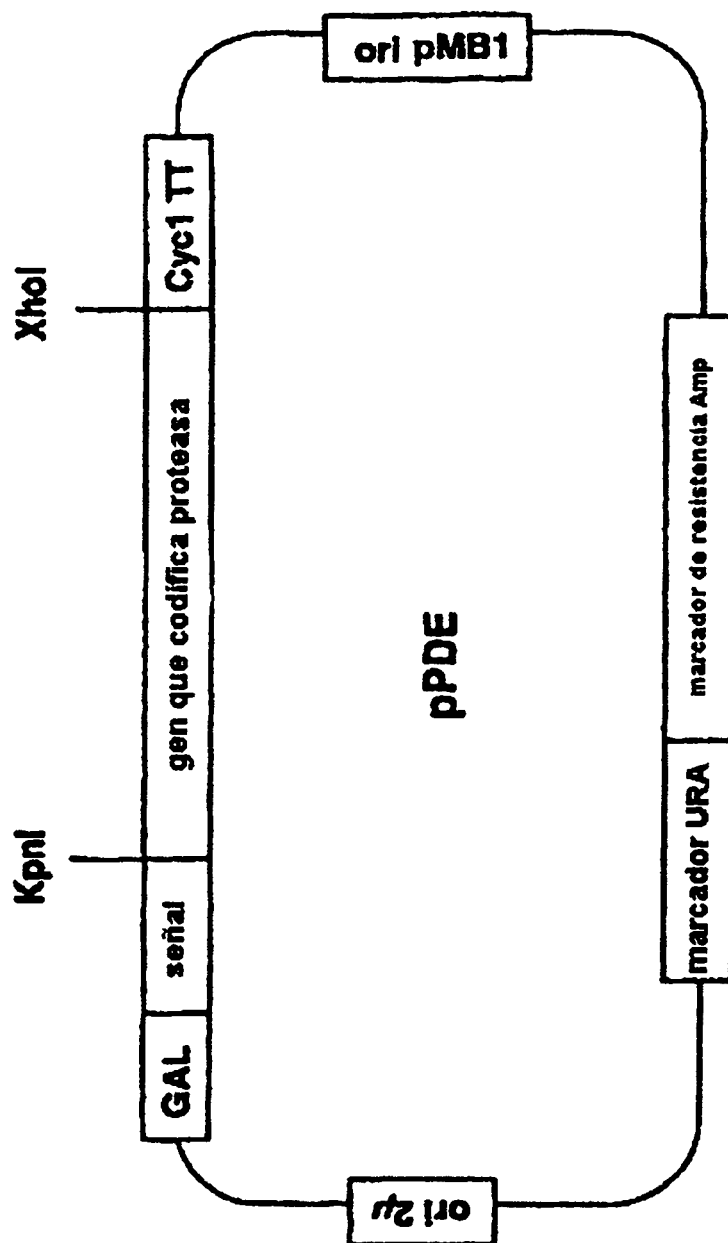 KpnI
XhoI
GAL
señal
gen que codifica proteasa
Cyc1 TT
ori pMB1
pPDE
ori 2µ
marcador URA
marcador de resistencia Amp